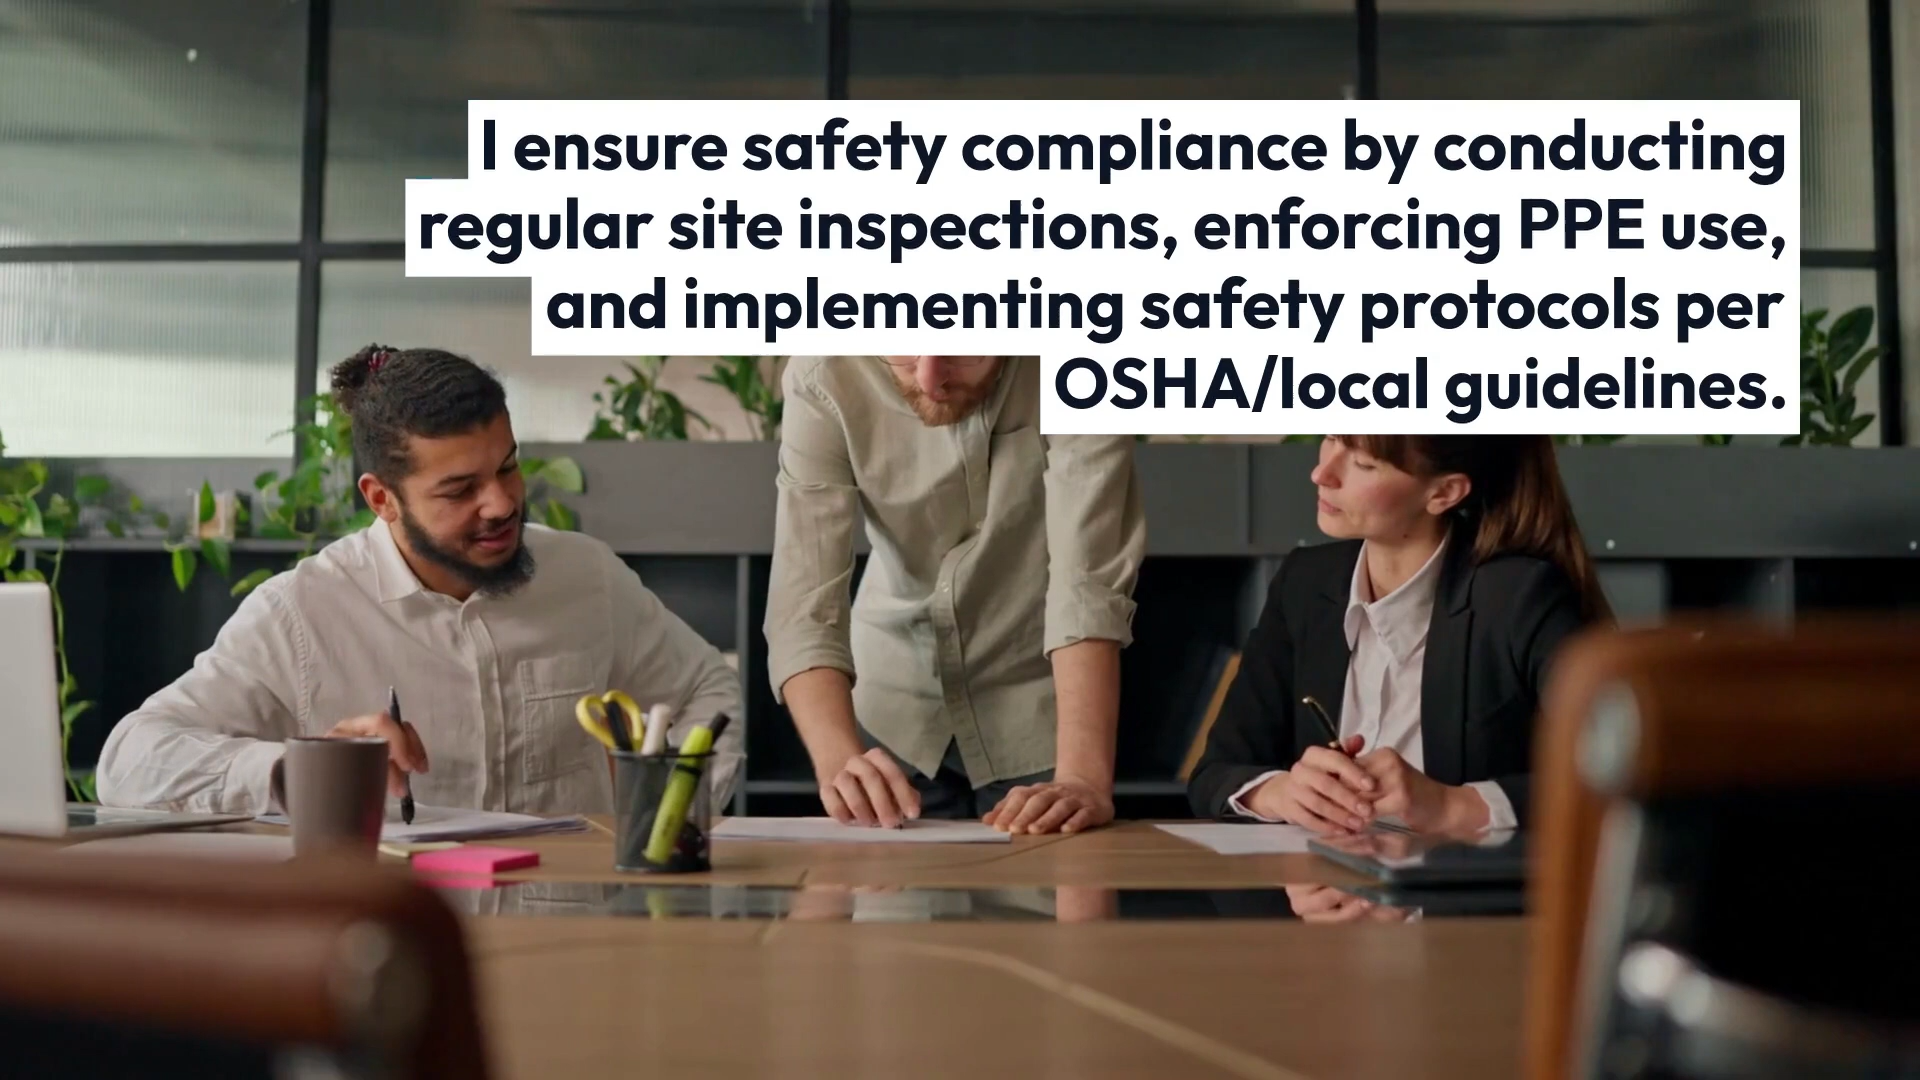 I ensure safety compliance by conducting
regular site inspections, enforcing PPE use,
and implementing safety protocols per
OSHA/local guidelines.